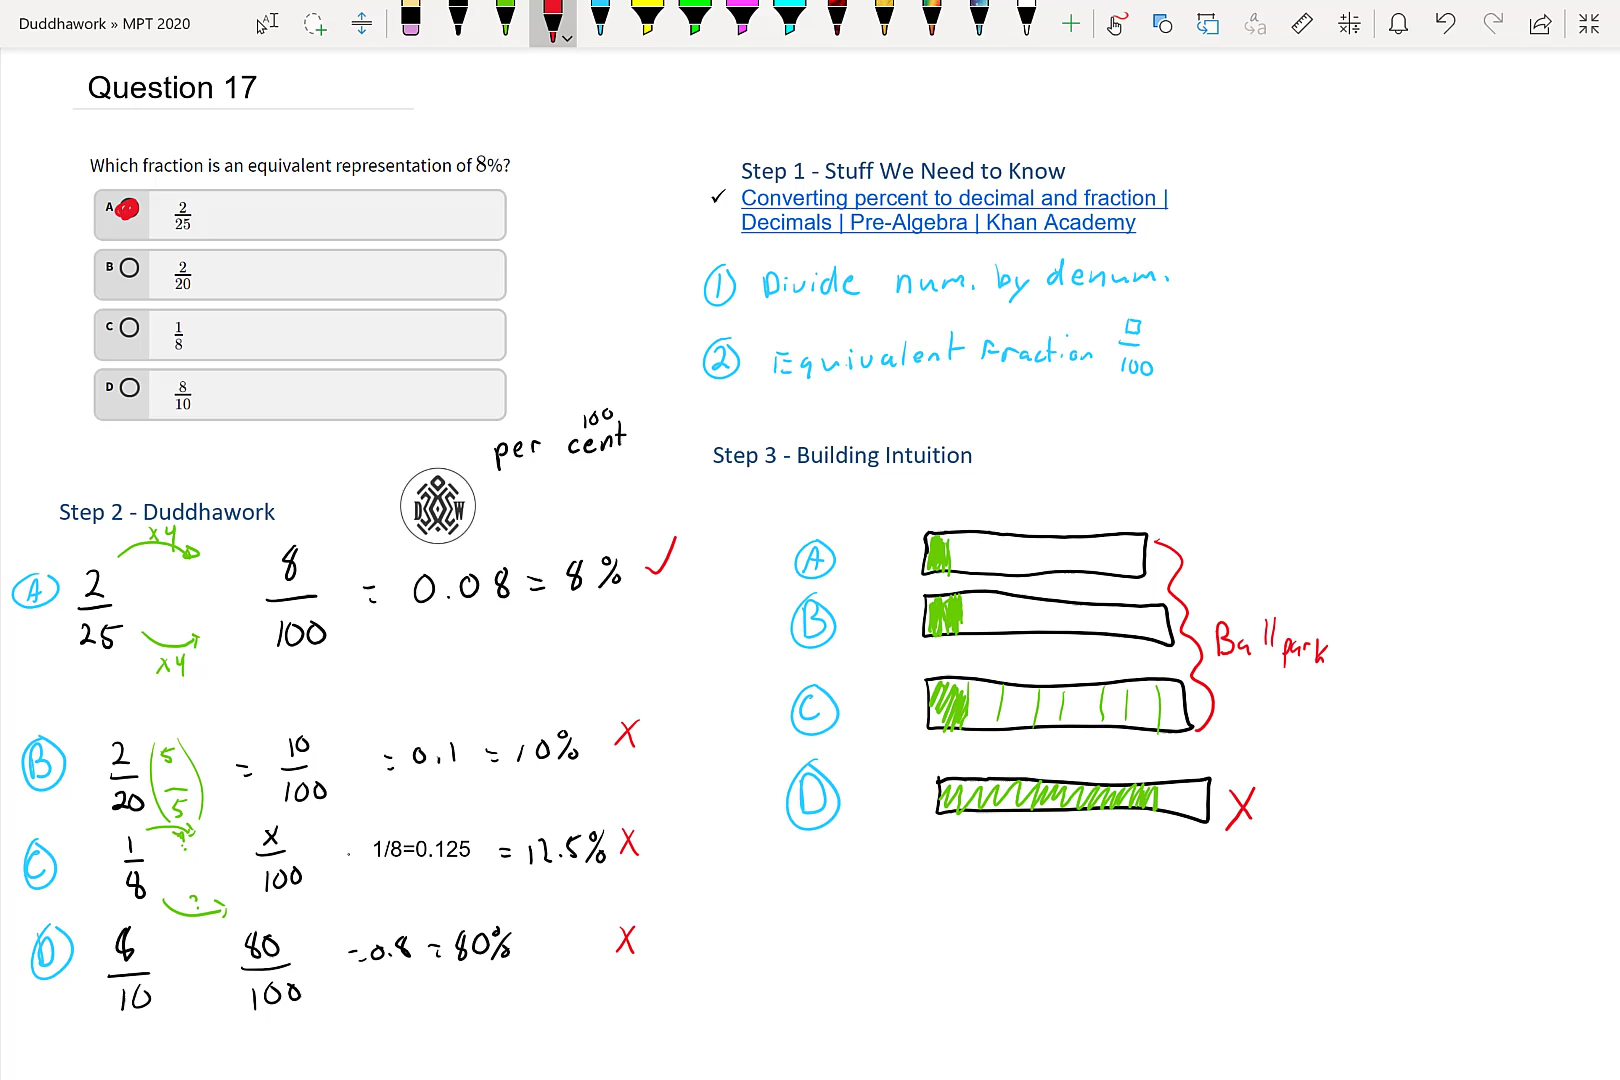 Duddhawork » MPT 2020
Question 17
Which fraction is an equivalent representation of 8%?
A 2/25
B 2/20
C 1/8
D 8/10
Step 1 - Stuff We Need to Know
✓ Converting percent to decimal and fraction |
Decimals | Pre-Algebra | Khan Academy
① Divide num. by denum.
② Equivalent Fraction □/100
100
per cent
D W
Step 2 - Duddhawork
x4
Ⓐ 2/25 8/100 = 0.08 = 8% ✓
x4
Ⓑ 2/20 (5/5) = 10/100 = 0.1 = 10% X
?
Ⓒ 1/8 x/100 1/8=0.125 = 12.5% X
?
Ⓓ 8/10 80/100 = 0.8 = 80% X
Step 3 - Building Intuition
Ⓐ
Ⓑ
Ballpark
Ⓒ
Ⓓ X